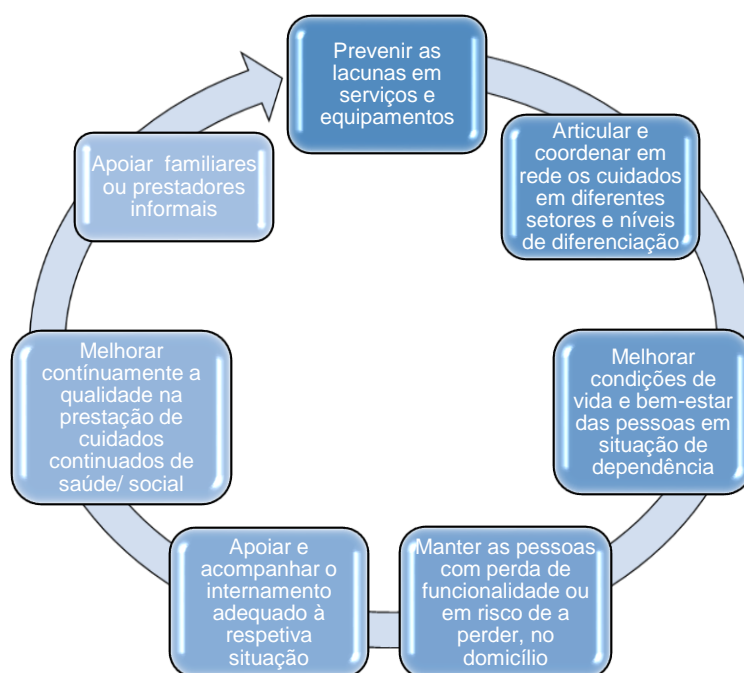 Prevenir as
lacunas em
serviços e
equipamentos
Articular e
coordenar em
rede os cuidados
em diferentes
setores e níveis
de diferenciação
Melhorar
condições de
vida e bem-estar
das pessoas em
situação de
dependência
Manter as pessoas
com perda de
funcionalidade ou
em risco de a
perder, no
domicílio
Apoiar e
acompanhar o
internamento
adequado à
respetiva
situação
Melhorar
contínuamente a
qualidade na
prestação de
cuidados
continuados de
saúde/ social
Apoiar familiares
ou prestadores
informais